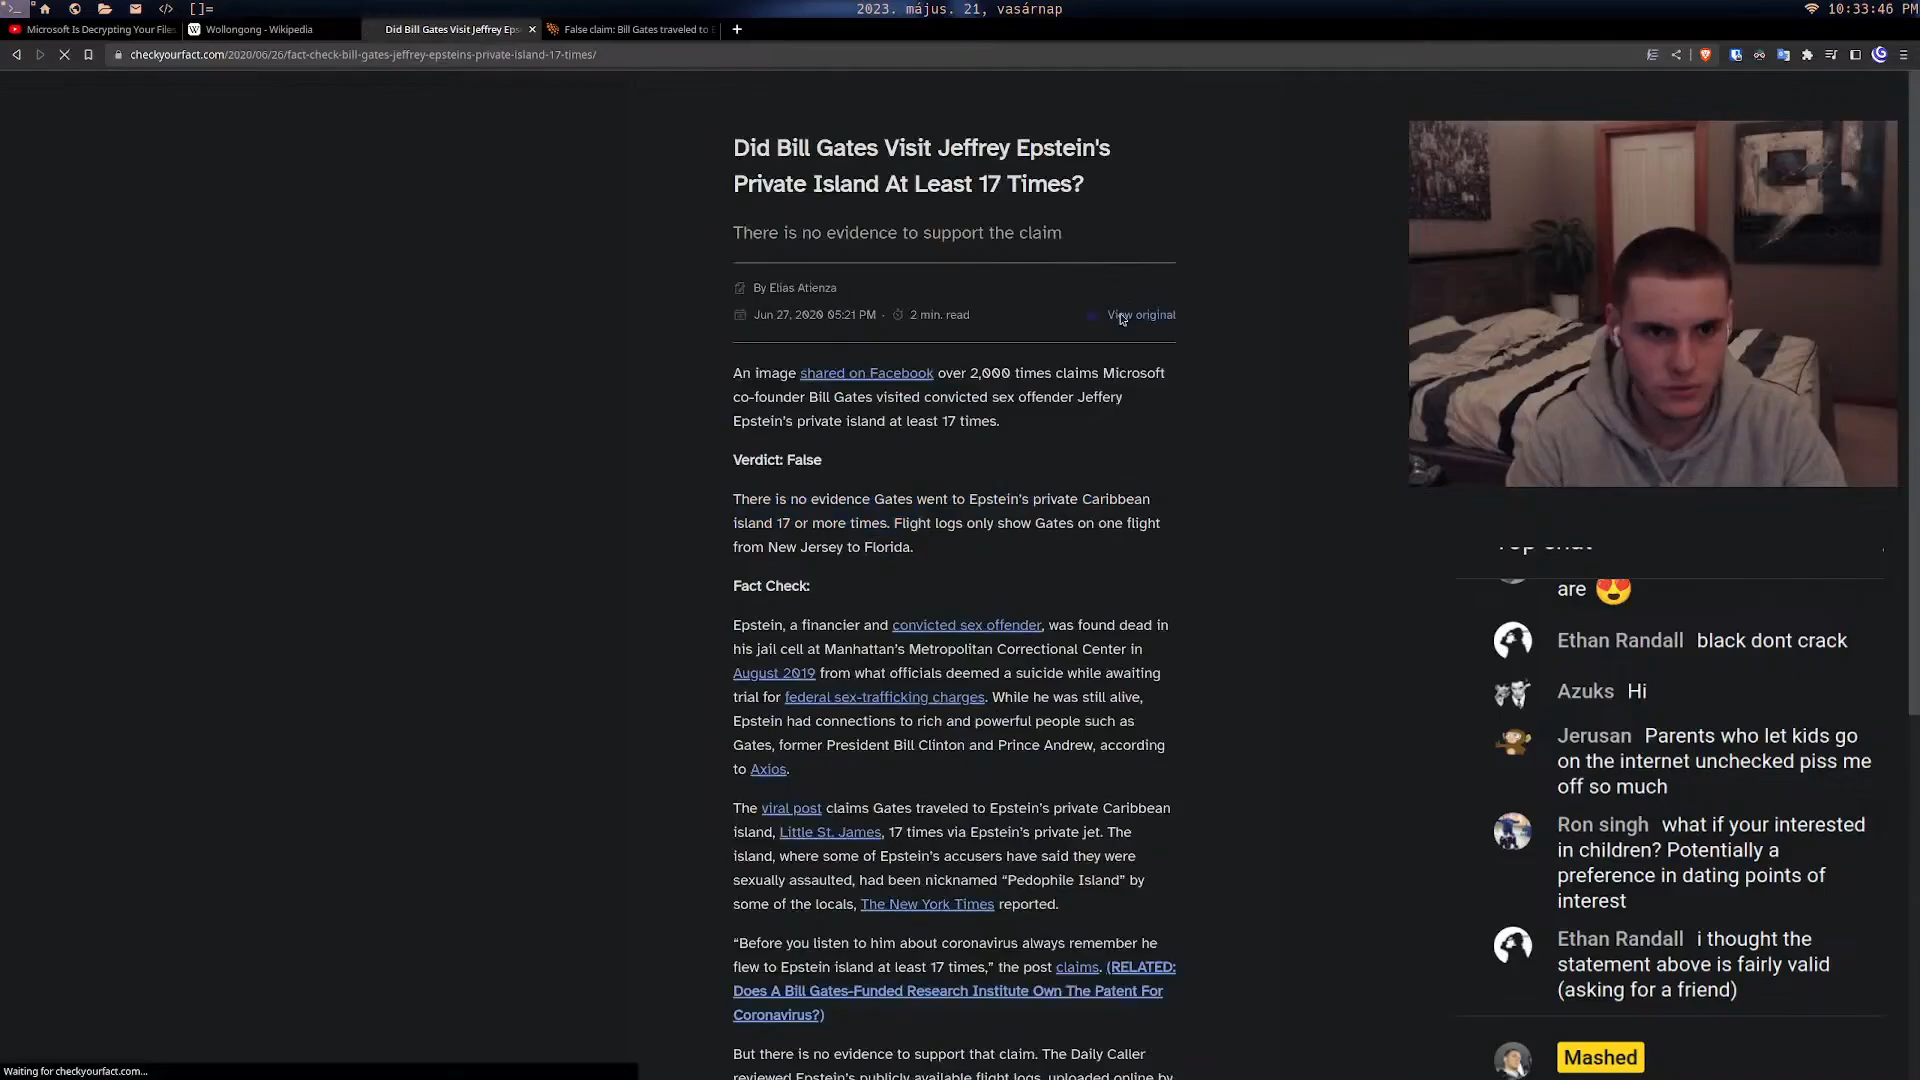 []=
2023. május. 21, vasárnap
10:33:46 PM
Microsoft Is Decrypting Your Files
Wollongong - Wikipedia
Did Bill Gates Visit Jeffrey Eps
False claim: Bill Gates traveled to E
checkyourfact.com/2020/06/26/fact-check-bill-gates-jeffrey-epsteins-private-island-17-times/
Did Bill Gates Visit Jeffrey Epstein's
Private Island At Least 17 Times?
There is no evidence to support the claim
By Elias Atienza
Jun 27, 2020 05:21 PM · 2 min. read
View original
An image shared on Facebook over 2,000 times claims Microsoft
co-founder Bill Gates visited convicted sex offender Jeffery
Epstein's private island at least 17 times.
Verdict: False
There is no evidence Gates went to Epstein's private Caribbean
island 17 or more times. Flight logs only show Gates on one flight
from New Jersey to Florida.
Fact Check:
Epstein, a financier and convicted sex offender, was found dead in
his jail cell at Manhattan's Metropolitan Correctional Center in
August 2019 from what officials deemed a suicide while awaiting
trial for federal sex-trafficking charges. While he was still alive,
Epstein had connections to rich and powerful people such as
Gates, former President Bill Clinton and Prince Andrew, according
to Axios.
The viral post claims Gates traveled to Epstein's private Caribbean
island, Little St. James, 17 times via Epstein's private jet. The
island, where some of Epstein's accusers have said they were
sexually assaulted, had been nicknamed “Pedophile Island” by
some of the locals, The New York Times reported.
“Before you listen to him about coronavirus always remember he
flew to Epstein island at least 17 times,” the post claims. (RELATED:
Does A Bill Gates-Funded Research Institute Own The Patent For
Coronavirus?)
But there is no evidence to support that claim. The Daily Caller
reviewed Epstein's publicly available flight logs, uploaded online by
Waiting for checkyourfact.com...
Top chat
are 😍
Ethan Randall black dont crack
Azuks Hi
Jerusan Parents who let kids go
on the internet unchecked piss me
off so much
Ron singh what if your interested
in children? Potentially a
preference in dating points of
interest
Ethan Randall i thought the
statement above is fairly valid
(asking for a friend)
Mashed